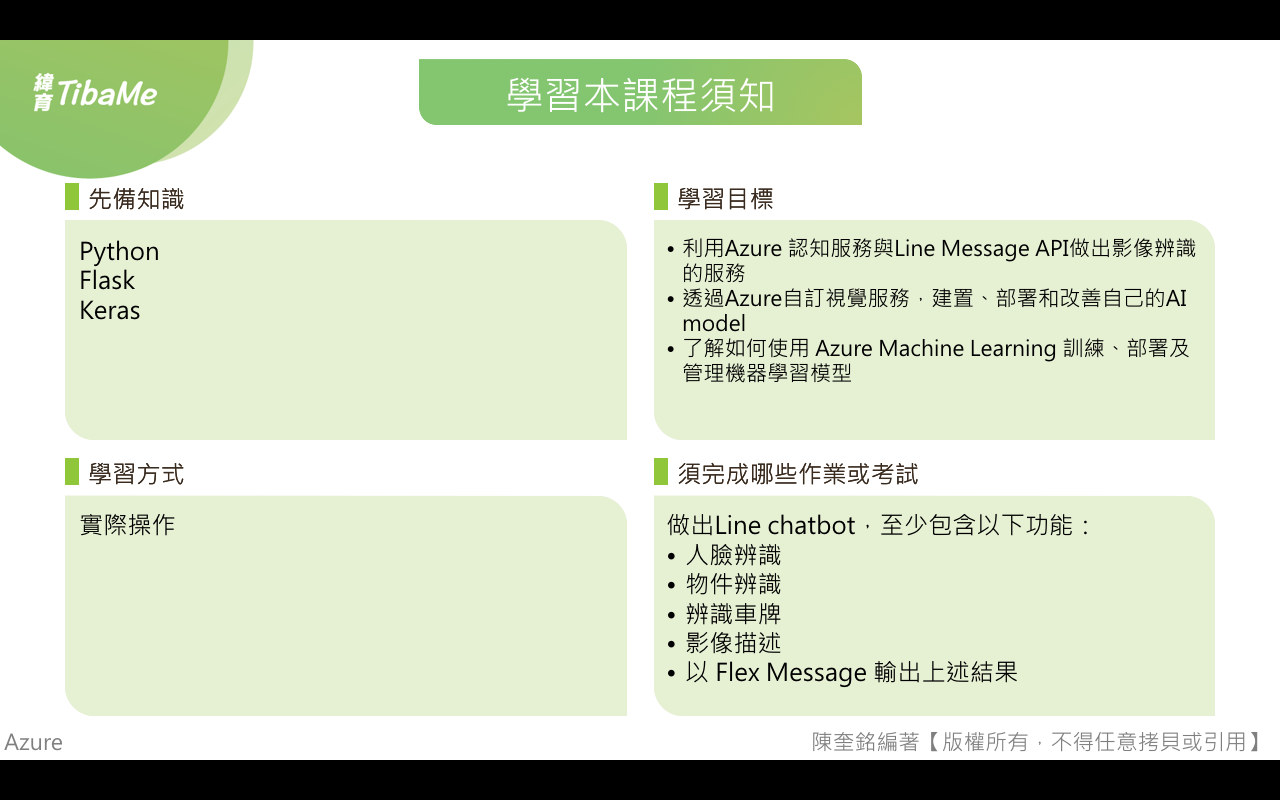 緯育 TibaMe
學習本課程須知
先備知識
Python
Flask
Keras
學習目標
• 利用Azure 認知服務與Line Message API做出影像辨識
的服務
• 透過Azure自訂視覺服務，建置、部署和改善自己的AI
model
• 了解如何使用 Azure Machine Learning 訓練、部署及
管理機器學習模型
學習方式
實際操作
須完成哪些作業或考試
做出Line chatbot，至少包含以下功能：
• 人臉辨識
• 物件辨識
• 辨識車牌
• 影像描述
• 以 Flex Message 輸出上述結果
Azure
陳奎銘編著【版權所有，不得任意拷貝或引用】